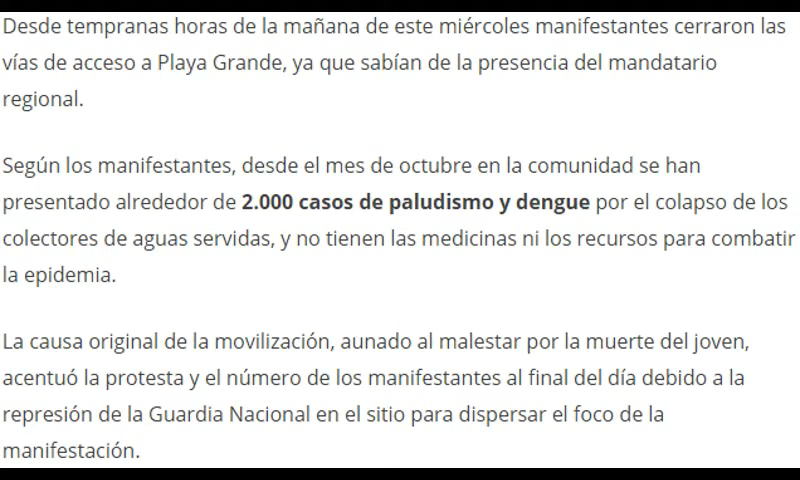 Desde tempranas horas de la mañana de este miércoles manifestantes cerraron las
vías de acceso a Playa Grande, ya que sabían de la presencia del mandatario
regional.
Según los manifestantes, desde el mes de octubre en la comunidad se han
presentado alrededor de 2.000 casos de paludismo y dengue por el colapso de los
colectores de aguas servidas, y no tienen las medicinas ni los recursos para combatir
la epidemia.
La causa original de la movilización, aunado al malestar por la muerte del joven,
acentuó la protesta y el número de los manifestantes al final del día debido a la
represión de la Guardia Nacional en el sitio para dispersar el foco de la
manifestación.